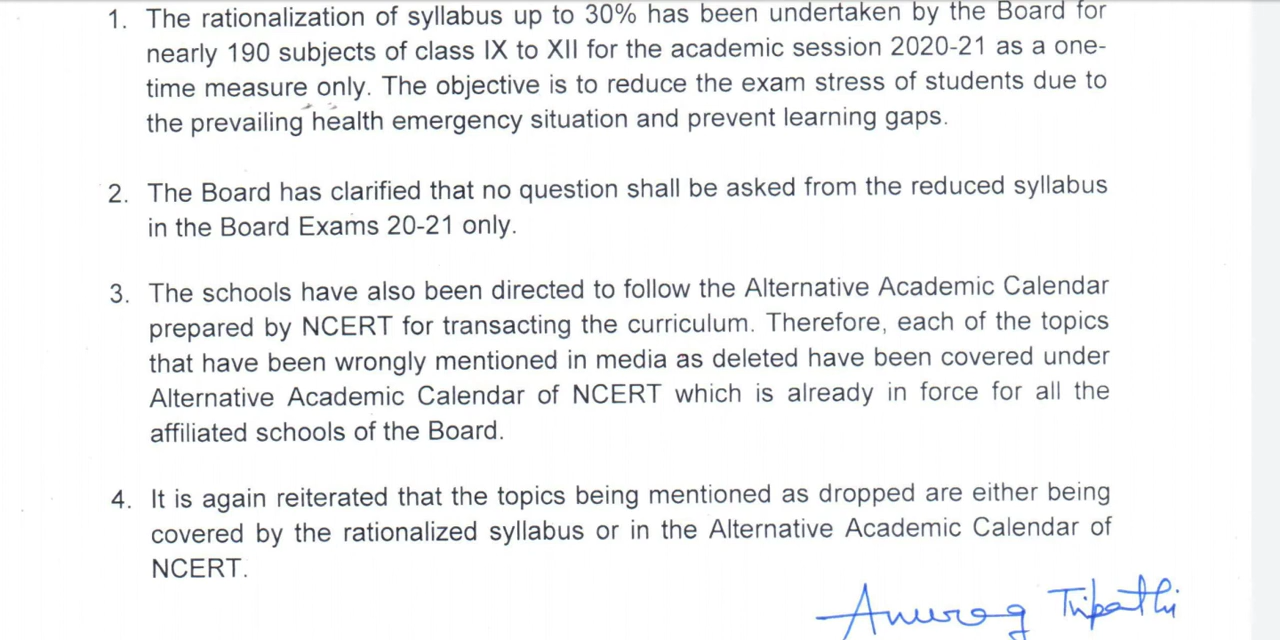 1. The rationalization of syllabus up to 30% has been undertaken by the Board for
nearly 190 subjects of class IX to XII for the academic session 2020-21 as a one-
time measure only. The objective is to reduce the exam stress of students due to
the prevailing health emergency situation and prevent learning gaps.
2. The Board has clarified that no question shall be asked from the reduced syllabus
in the Board Exams 20-21 only.
3. The schools have also been directed to follow the Alternative Academic Calendar
prepared by NCERT for transacting the curriculum. Therefore, each of the topics
that have been wrongly mentioned in media as deleted have been covered under
Alternative Academic Calendar of NCERT which is already in force for all the
affiliated schools of the Board.
4. It is again reiterated that the topics being mentioned as dropped are either being
covered by the rationalized syllabus or in the Alternative Academic Calendar of
NCERT.
Anurag Tripathi